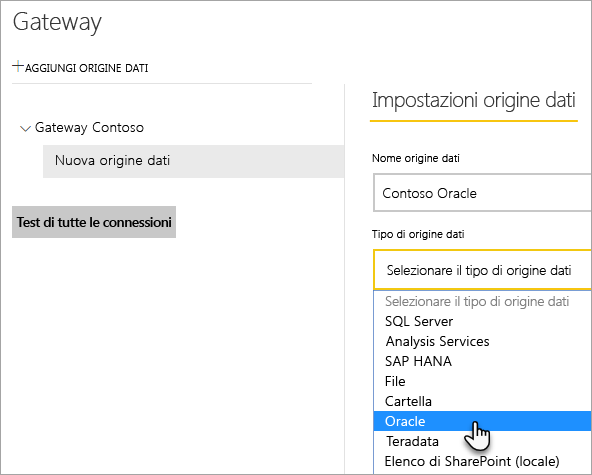 Gateway
+AGGIUNGI ORIGINE DATI
Gateway Contoso
Nuova origine dati
Test di tutte le connessioni
Impostazioni origine dati
Nome origine dati
Contoso Oracle
Tipo di origine dati
Selezionare il tipo di origine dati
Selezionare il tipo di origine dati
SQL Server
Analysis Services
SAP HANA
File
Cartella
Oracle
Teradata
Elenco di SharePoint (locale)